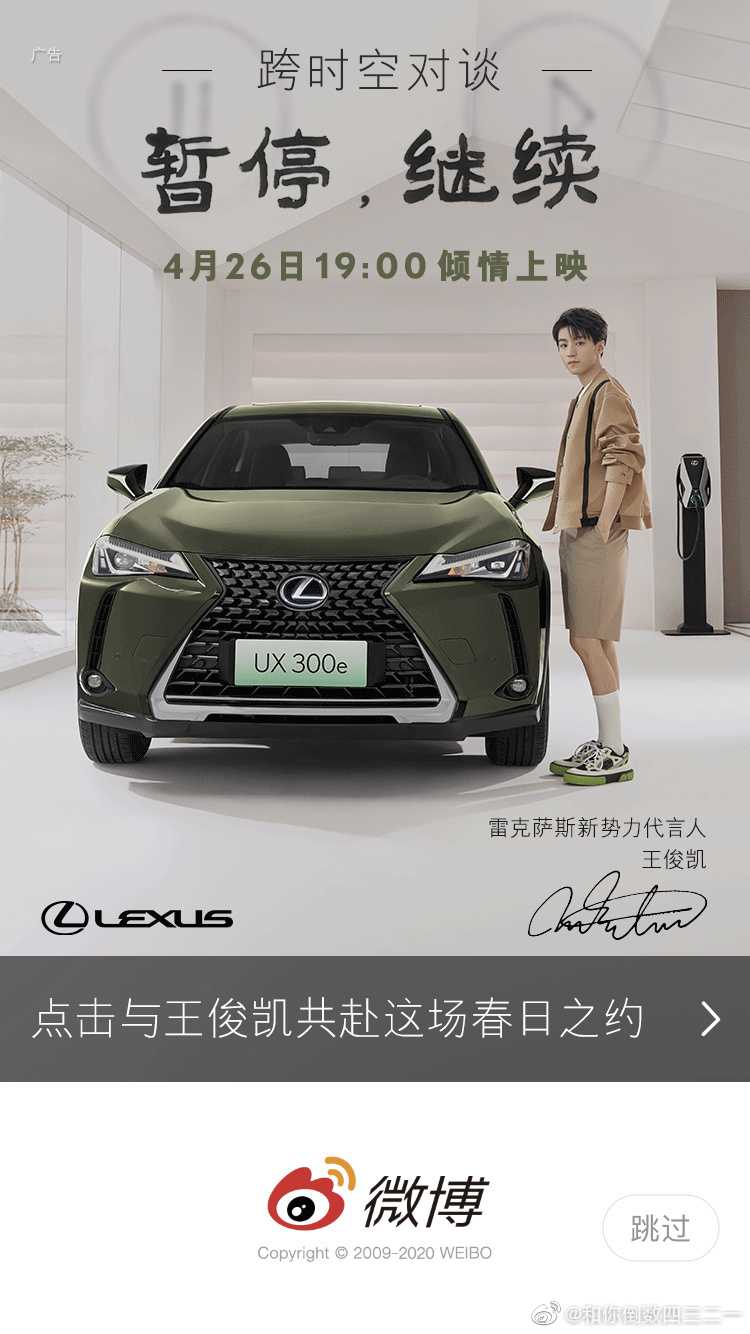 广告
跨时空对谈
暂停，继续
4月26日19:00 倾情上映
UX 300e
雷克萨斯新势力代言人
王俊凯
LEXUS
点击与王俊凯共赴这场春日之约
微博
Copyright © 2009-2020 WEIBO
跳过
@和你倒数四三二一